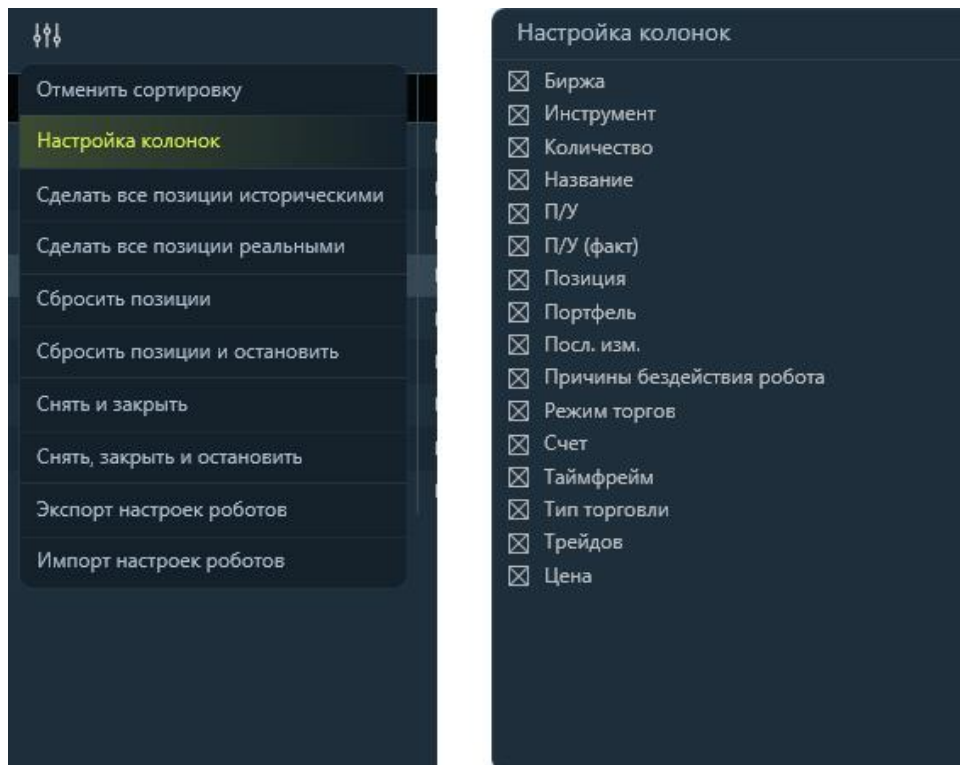 Отменить сортировку
Настройка колонок
Сделать все позиции историческими
Сделать все позиции реальными
Сбросить позиции
Сбросить позиции и остановить
Снять и закрыть
Снять, закрыть и остановить
Экспорт настроек роботов
Импорт настроек роботов
Настройка колонок
Биржа
Инструмент
Количество
Название
П/У
П/У (факт)
Позиция
Портфель
Посл. изм.
Причины бездействия робота
Режим торгов
Счет
Таймфрейм
Тип торговли
Трейдов
Цена